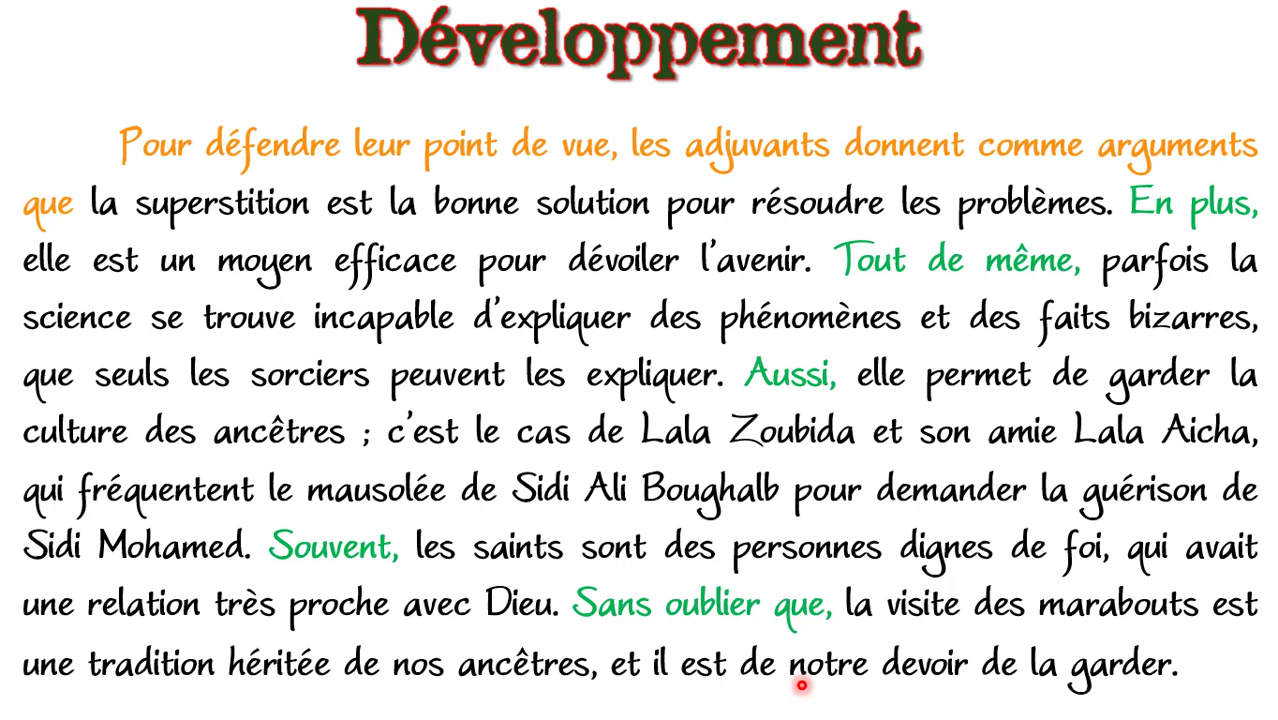 Développement
Pour défendre leur point de vue, les adjuvants donnent comme arguments
que la superstition est la bonne solution pour résoudre les problèmes. En plus,
elle est un moyen efficace pour dévoiler l'avenir. Tout de même, parfois la
science se trouve incapable d'expliquer des phénomènes et des faits bizarres,
que seuls les sorciers peuvent les expliquer. Aussi, elle permet de garder la
culture des ancêtres ; c'est le cas de Lala Zoubida et son amie Lala Aicha,
qui fréquentent le mausolée de Sidi Ali Boughalb pour demander la guérison de
Sidi Mohamed. Souvent, les saints sont des personnes dignes de foi, qui avait
une relation très proche avec Dieu. Sans oublier que, la visite des marabouts est
une tradition héritée de nos ancêtres, et il est de notre devoir de la garder.